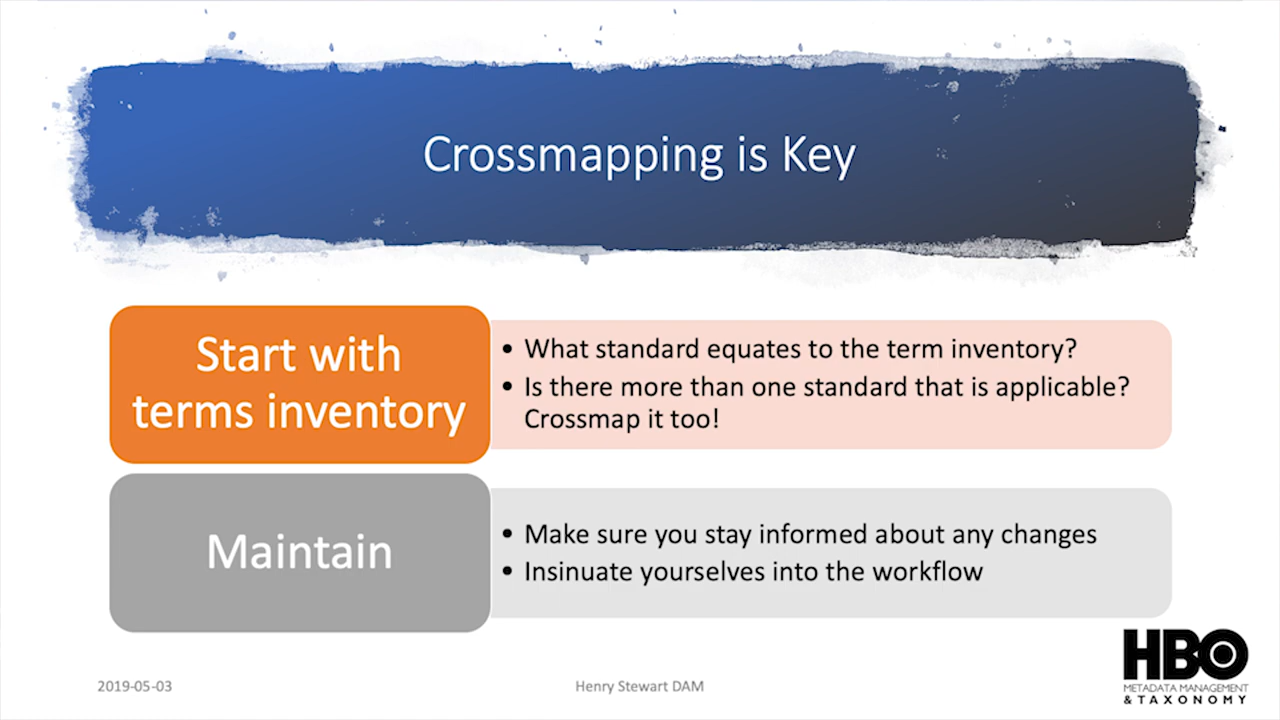 Crossmapping is Key
Start with
terms inventory
• What standard equates to the term inventory?
• Is there more than one standard that is applicable?
Crossmap it too!
Maintain
• Make sure you stay informed about any changes
• Insinuate yourselves into the workflow
2019-05-03
Henry Stewart DAM
HBO
METADATA MANAGEMENT
& TAXONOMY